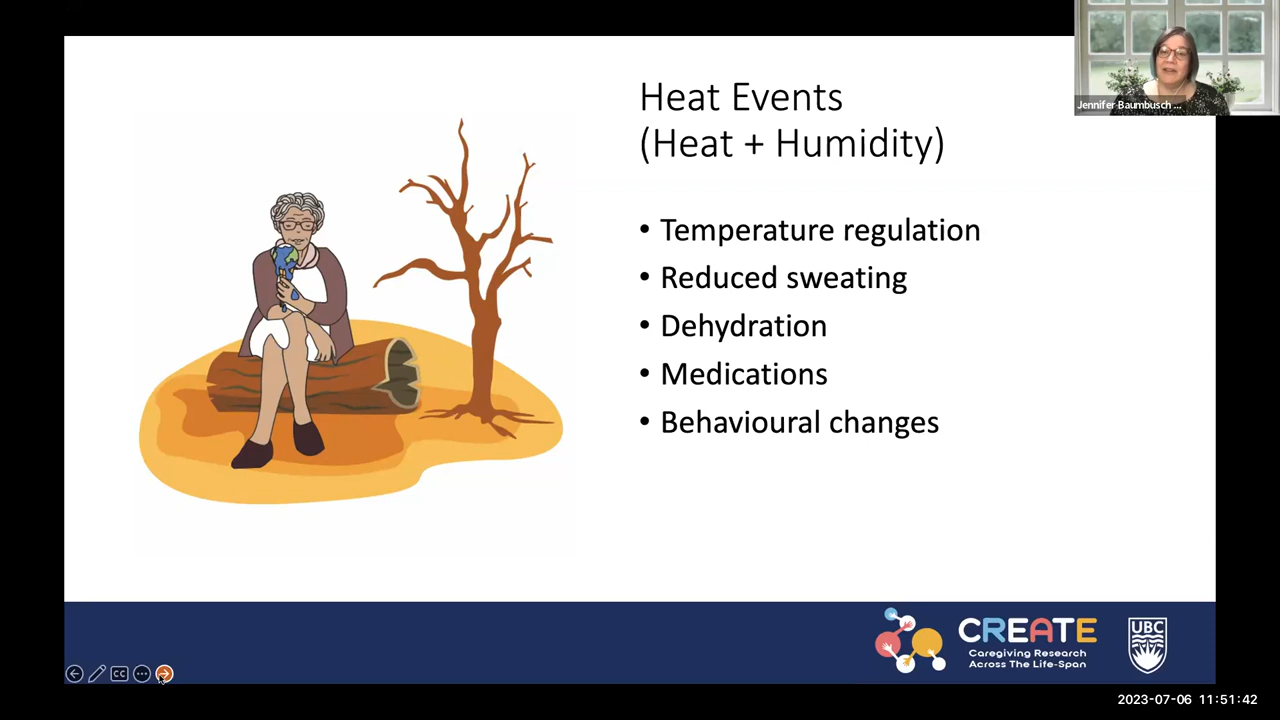 Heat Events
(Heat + Humidity)
• Temperature regulation
• Reduced sweating
• Dehydration
• Medications
• Behavioural changes
Jennifer Baumbusch ...
CREATE
Caregiving Research
Across The Life-Span
UBC
CC
2023-07-06 11:51:42